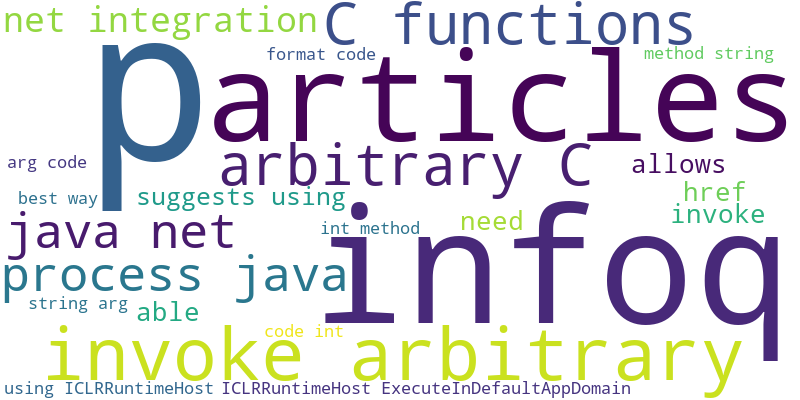 net integration
C functions
format code
method string
p
articles
arg code
arbitrary C
allows
best way
suggests using
href
java net
int method
need
invoke
infoq
process java
string arg
able
code int
invoke arbitrary
using ICLRRuntimeHost
ICLRRuntimeHost ExecuteInDefaultAppDomain